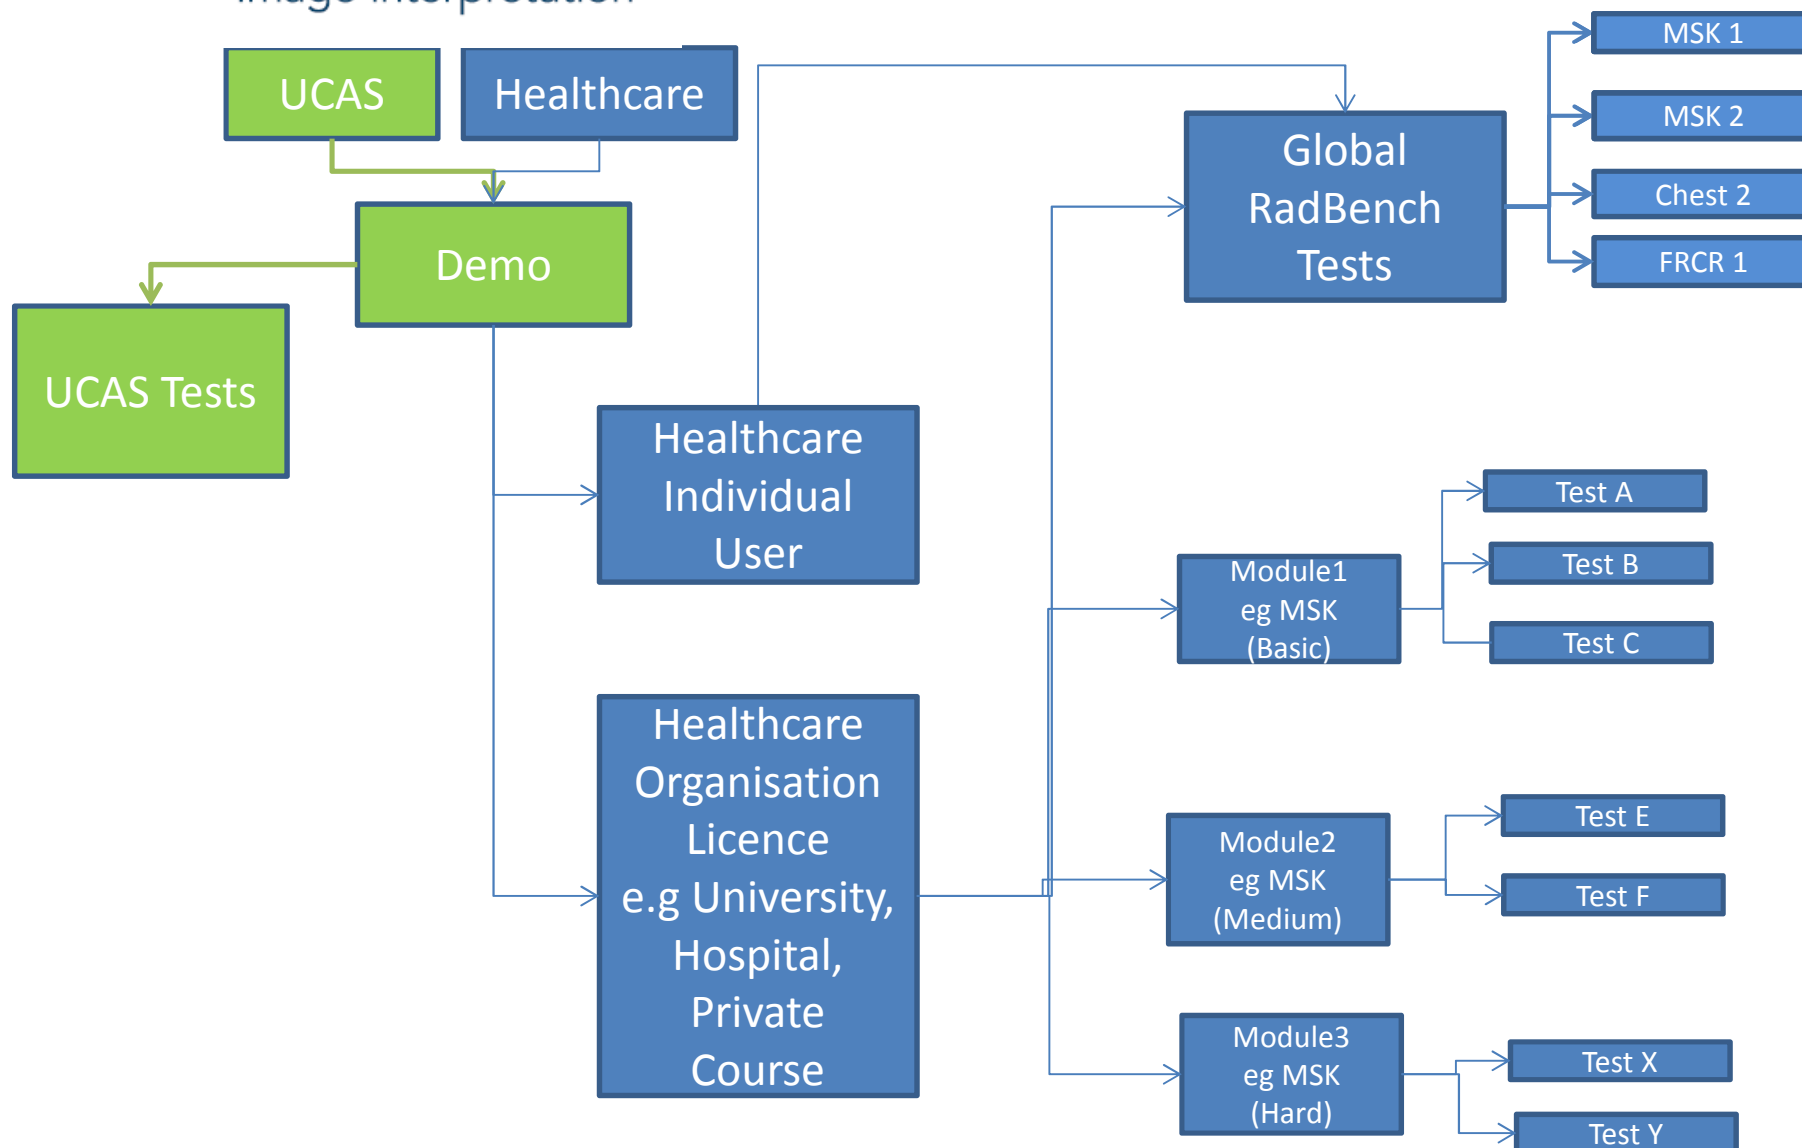 Image Interpretation
UCAS
Healthcare
Demo
UCAS Tests
Healthcare
Individual
User
Healthcare
Organisation
Licence
e.g University,
Hospital,
Private
Course
Global
RadBench
Tests
MSK 1
MSK 2
Chest 2
FRCR 1
Module1
eg MSK
(Basic)
Test A
Test B
Test C
Module2
eg MSK
(Medium)
Test E
Test F
Module3
eg MSK
(Hard)
Test X
Test Y